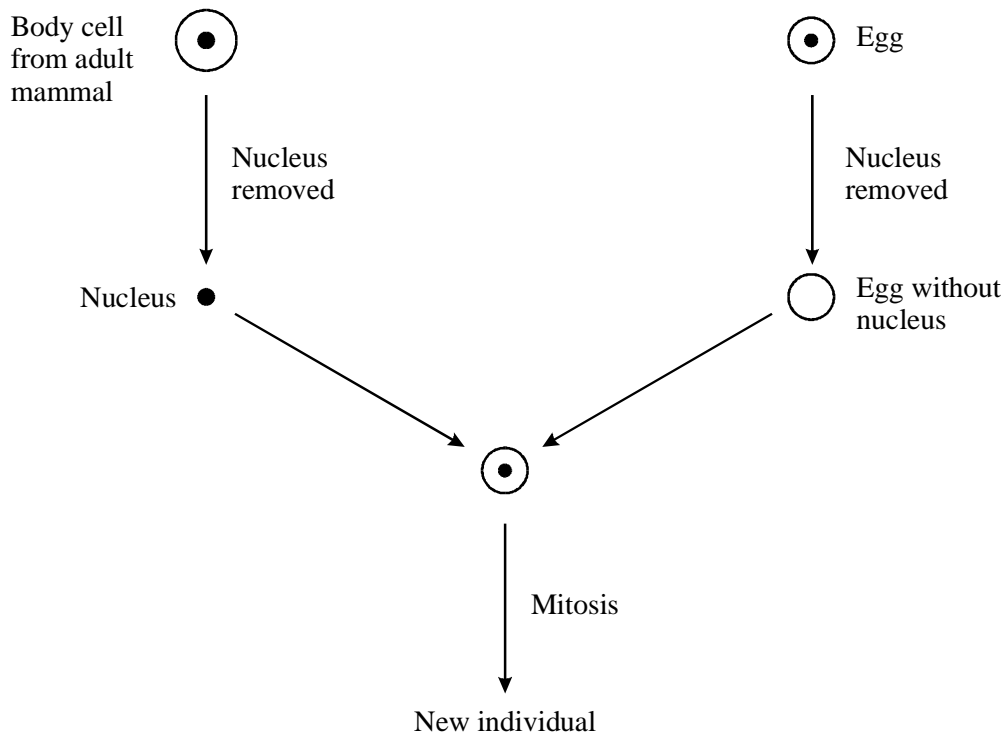 Body cell
from adult
mammal
Egg
Nucleus
removed
Nucleus
removed
Nucleus
Egg without
nucleus
Mitosis
New individual